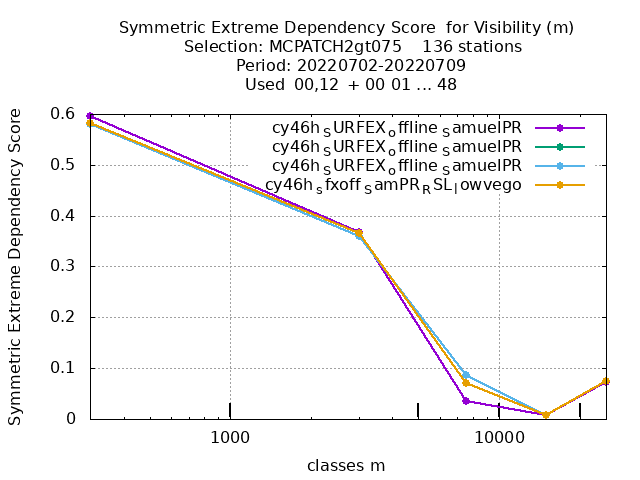 Symmetric Extreme Dependency Score for Visibility (m)
Selection: MCPATCH2gt075 136 stations
Period: 20220702-20220709
Used 00,12 + 00 01 ... 48
Symmetric Extreme Dependency Score
0.6
0.5
0.4
0.3
0.2
0.1
0
cy46h_SURFEX_offline_SamuelPR
cy46h_SURFEX_offline_SamuelPR
cy46h_SURFEX_offline_SamuelPR
cy46h_sfxoff_SamPR_RSL_lowvego
1000 10000
classes m